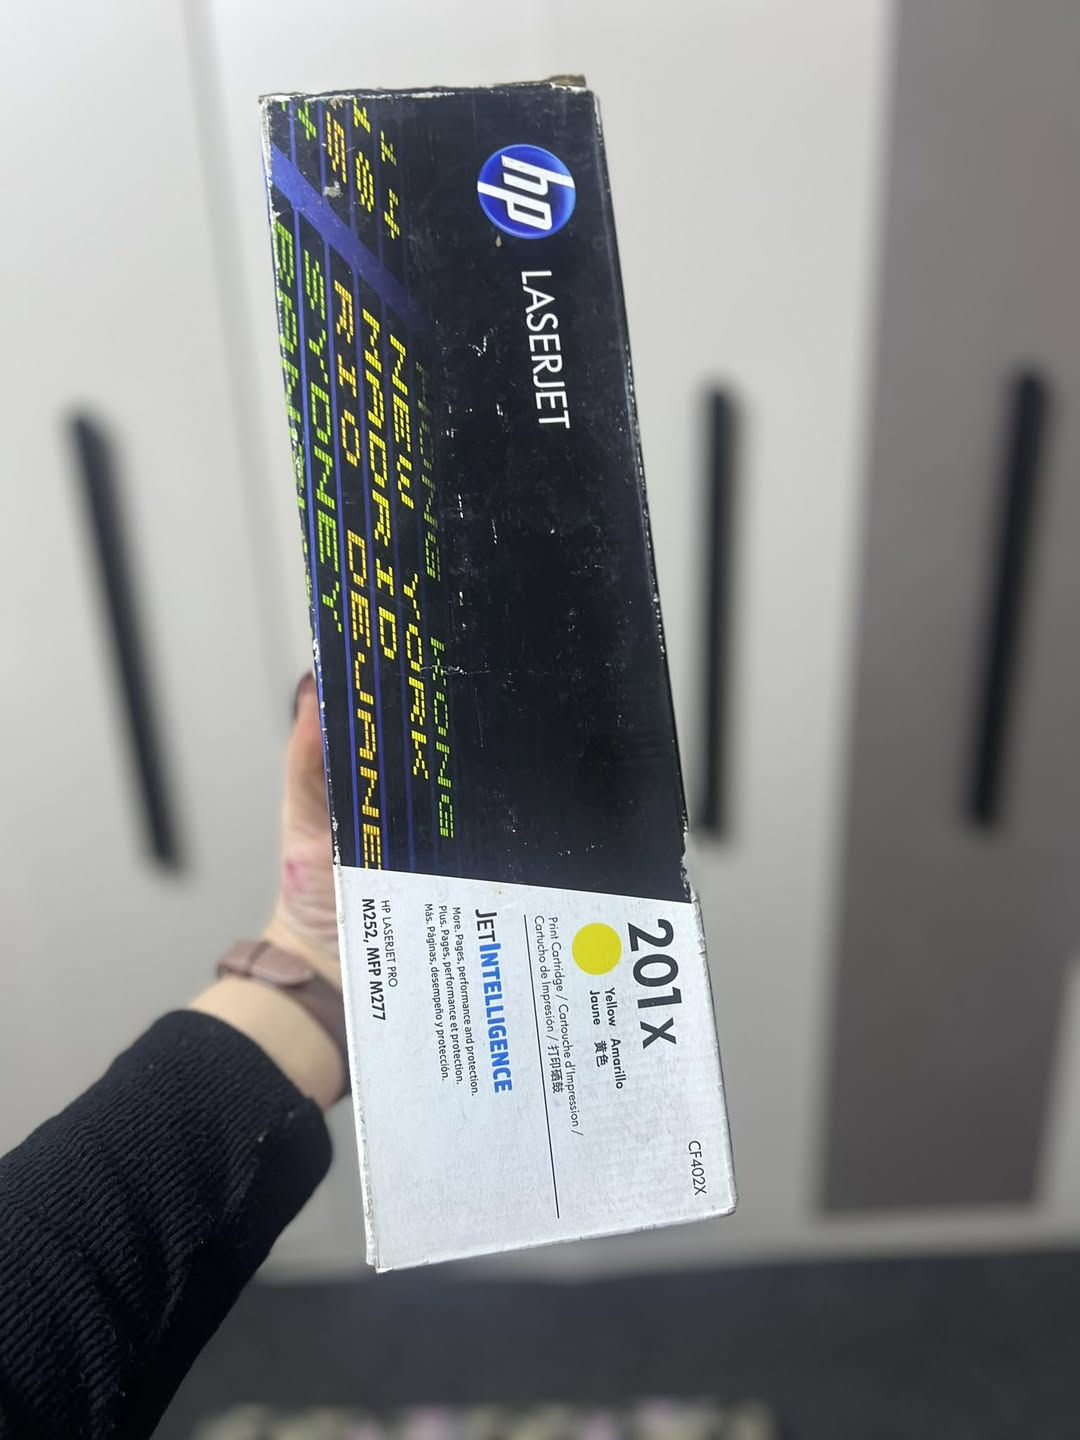 hp
LASERJET
HONG KONG
NEW YORK
MADRID
RIO DE JANE
SYDNEY
201X
CF402X
Yellow Amarillo
Jaune 黃色
Print Cartridge / Cartouche d'Impression /
Cartucho de Impresión / 打印硒鼓
JETINTELLIGENCE
More. Pages, performance and protection.
Plus. Pages, performance et protection.
Más. Páginas, desempeño y protección.
HP LASERJET PRO
M252, MFP M277